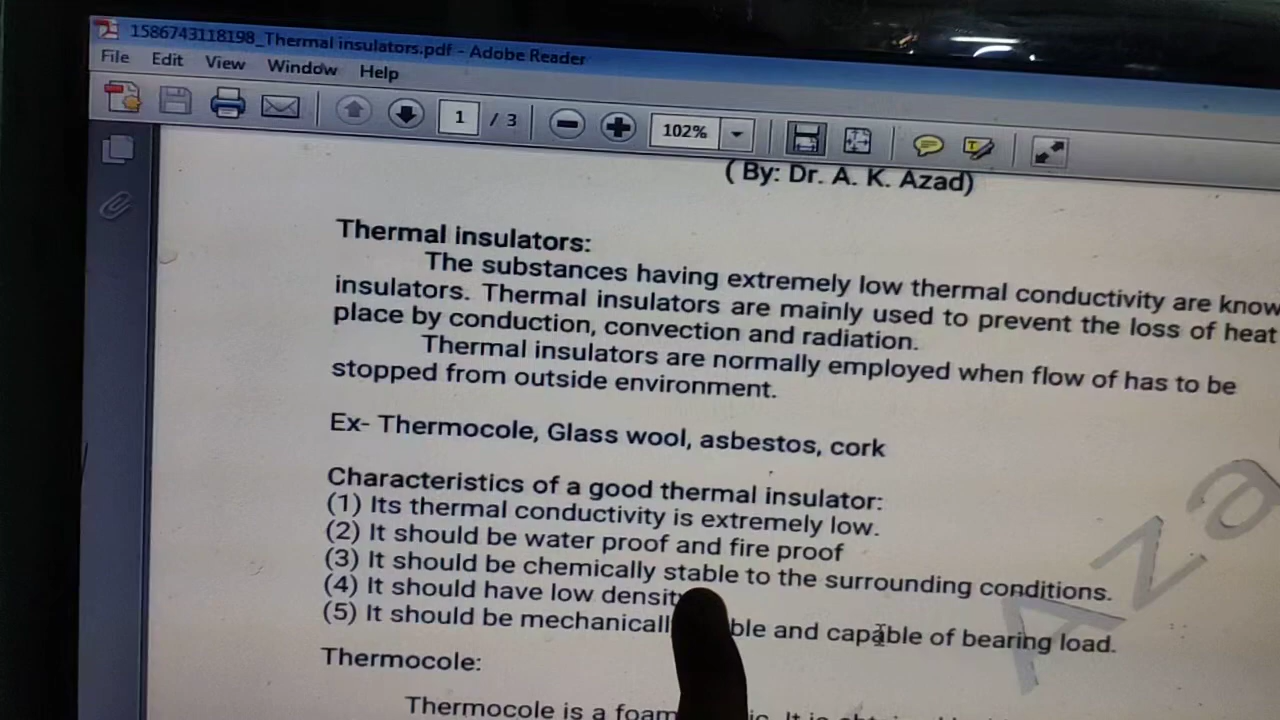 1586743118198_Thermal insulators.pdf - Adobe Reader
File Edit View Window Help
1 / 3 102%
( By: Dr. A. K. Azad)
Thermal insulators:
The substances having extremely low thermal conductivity are know
insulators. Thermal insulators are mainly used to prevent the loss of heat
place by conduction, convection and radiation.
Thermal insulators are normally employed when flow of has to be
stopped from outside environment.
Ex- Thermocole, Glass wool, asbestos, cork
Characteristics of a good thermal insulator:
(1) Its thermal conductivity is extremely low.
(2) It should be water proof and fire proof
(3) It should be chemically stable to the surrounding conditions.
(4) It should have low density
(5) It should be mechanicall ble and capable of bearing load.
Thermocole:
Thermocole is a foam
Aza